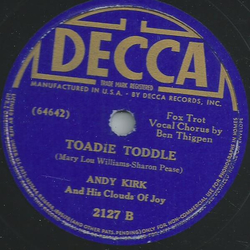 DECCA
TRADE MARK REGISTERED
MANUFACTURED IN U.S.A. - BY DECCA RECORDS, INC.
(64642)
Fox Trot
Vocal Chorus by
Ben Thigpen
TOADiE TODDLE
(Mary Lou Williams-Sharon Pease)
ANDY KIRK
And His Clouds Of Joy
2127 B